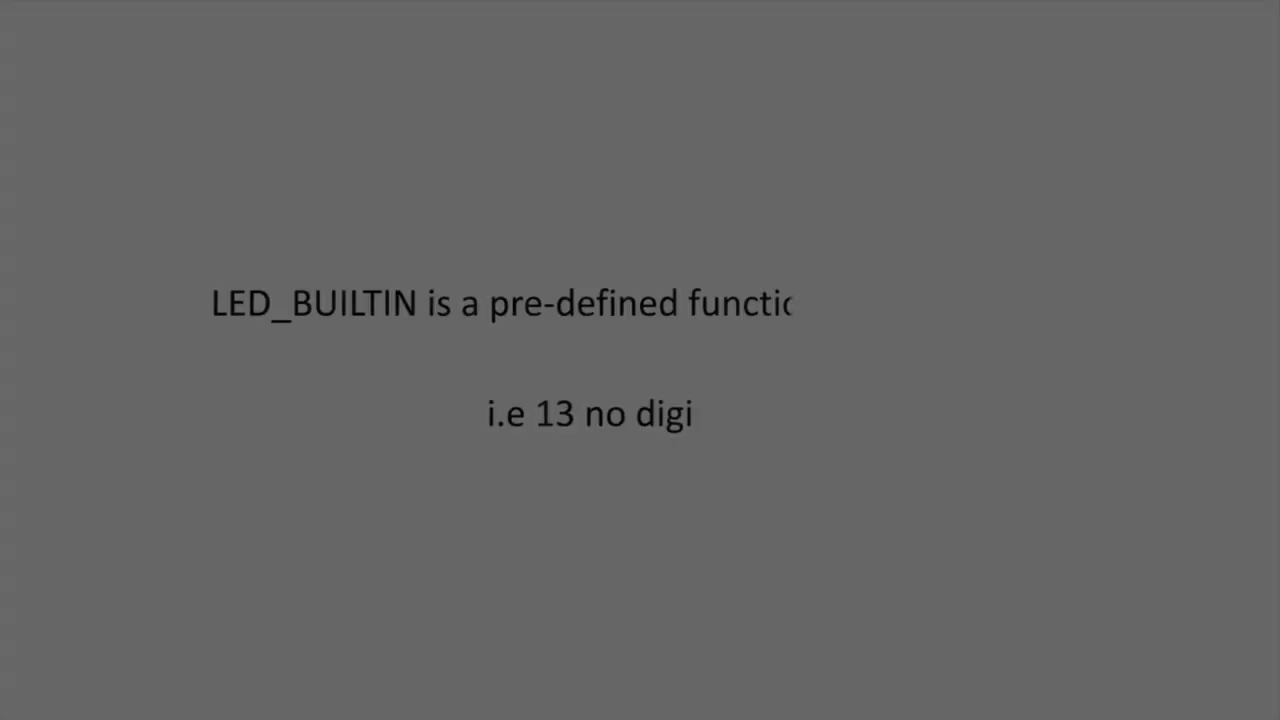 LED_BUILTIN is a pre-defined functi
i.e 13 no digi